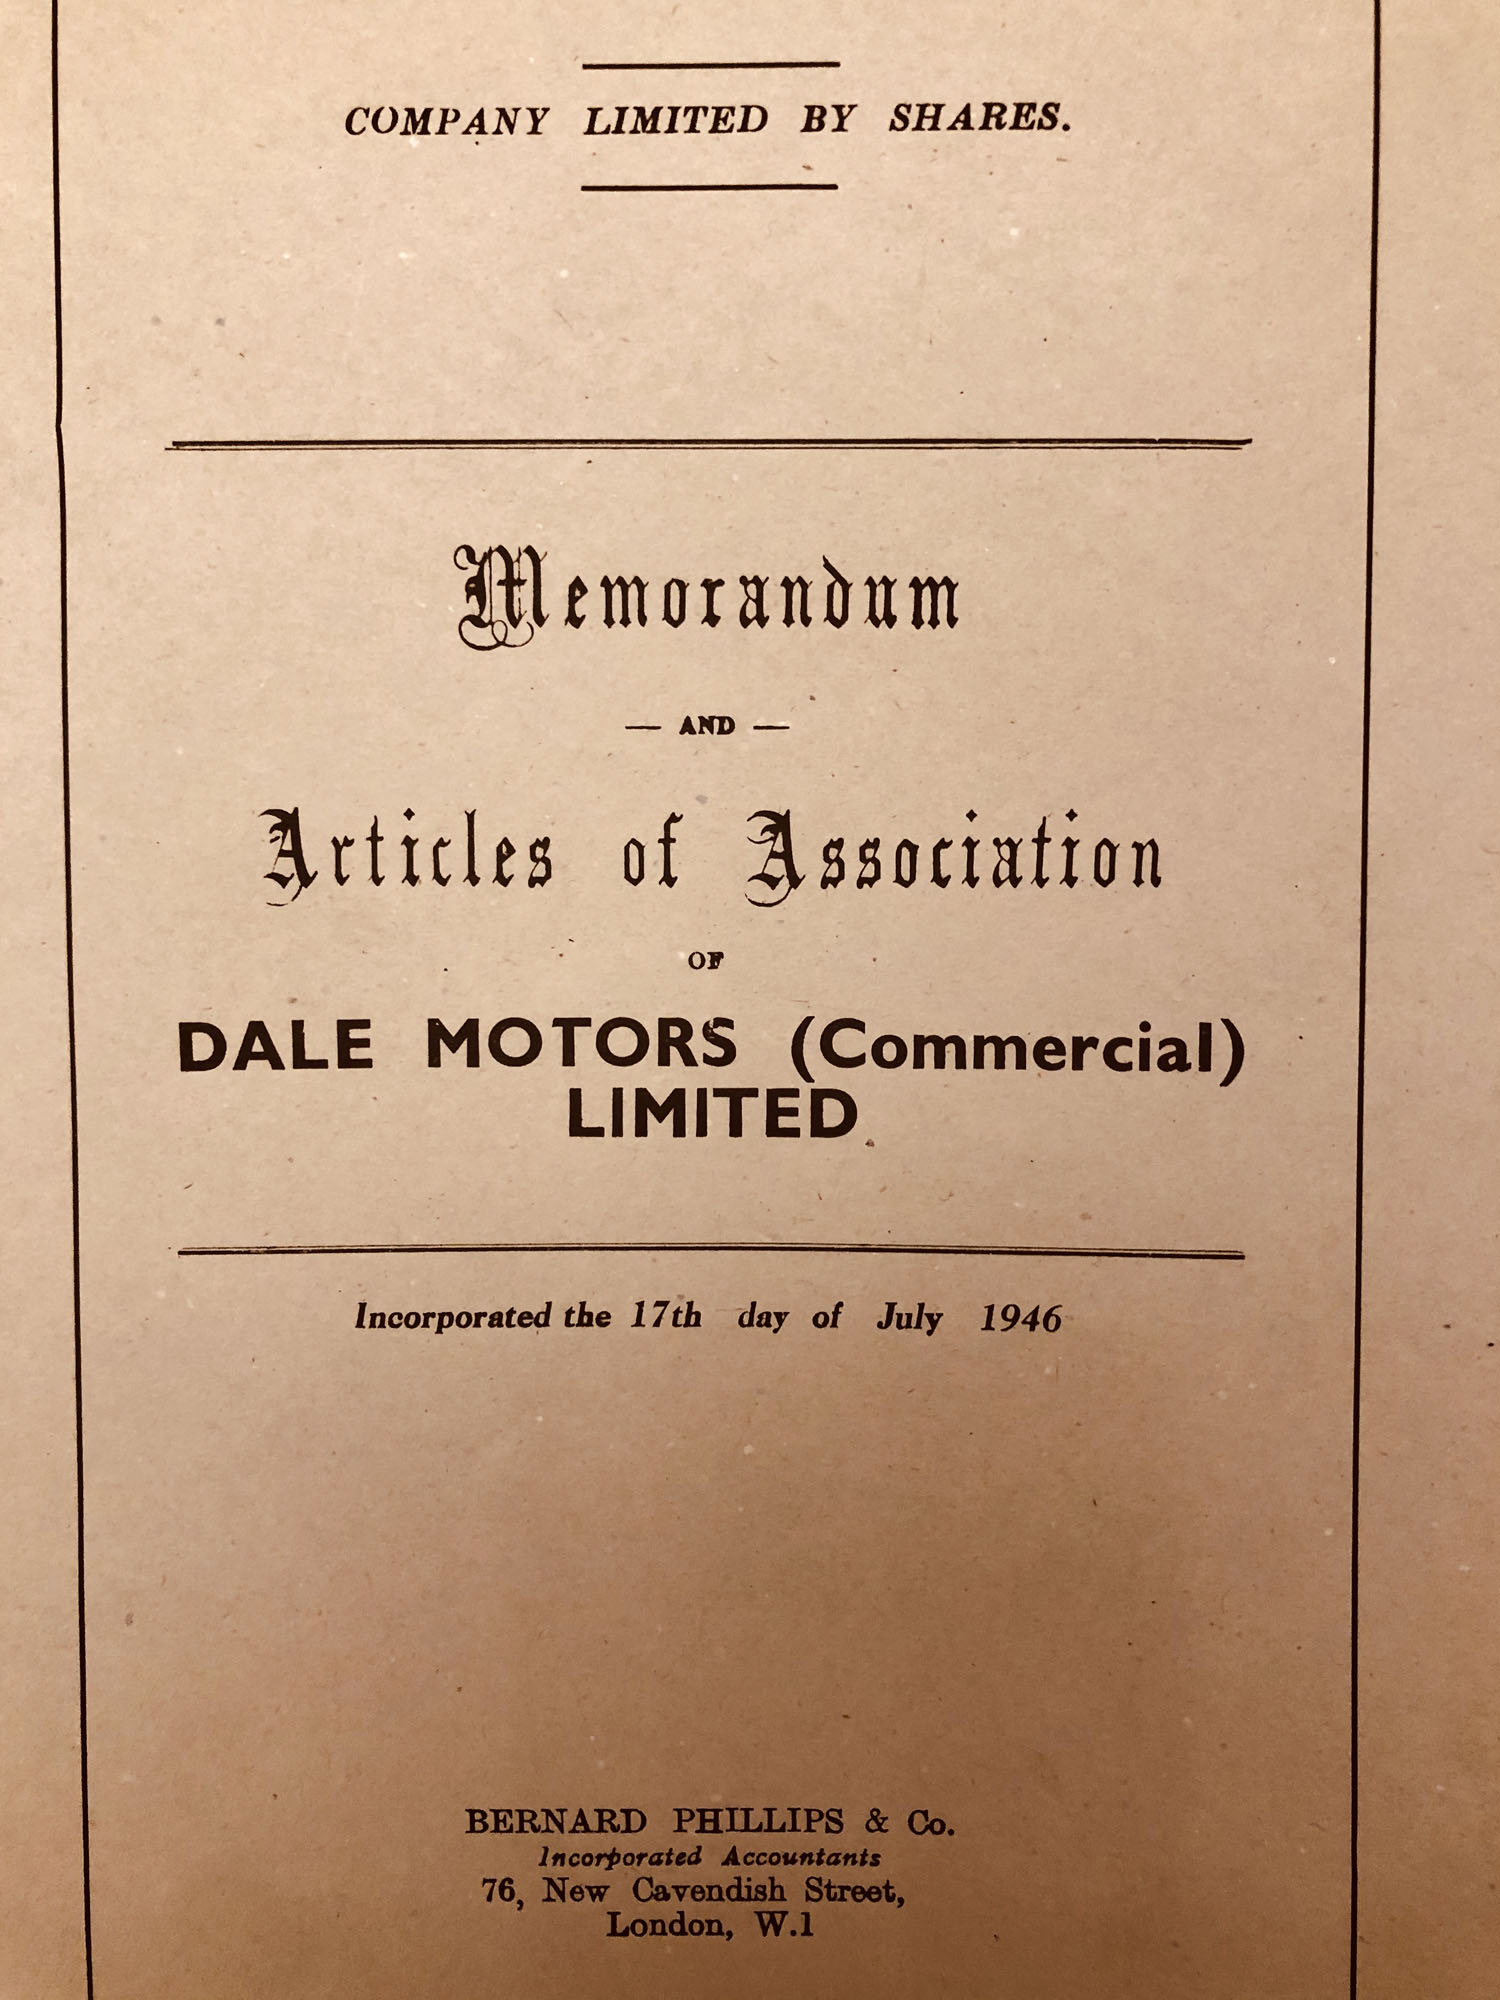 COMPANY LIMITED BY SHARES.
Memorandum
— AND —
Articles of Association
OF
DALE MOTORS (Commercial)
LIMITED
Incorporated the 17th day of July 1946
BERNARD PHILLIPS & Co.
Incorporated Accountants
76, New Cavendish Street,
London, W.1